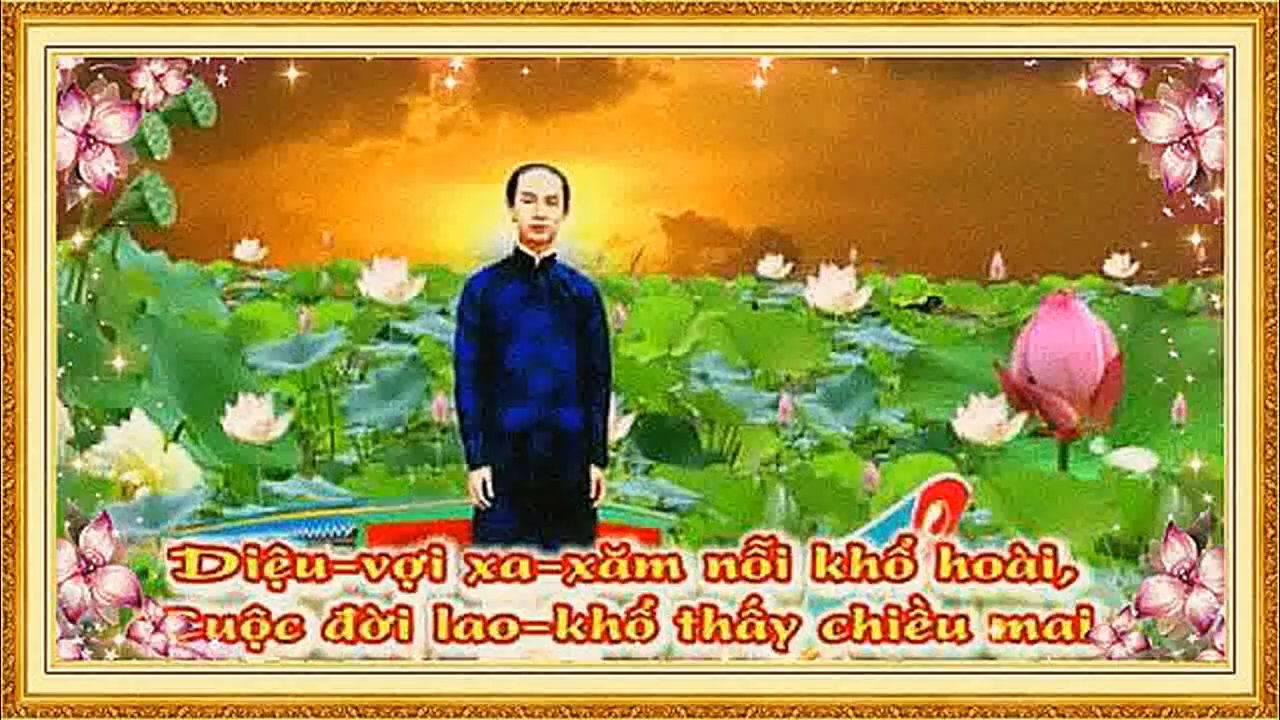 Diệu-vợi xa-xăm nỗi khổ hoài,
Cuộc đời lao-khổ thấy chiều mai